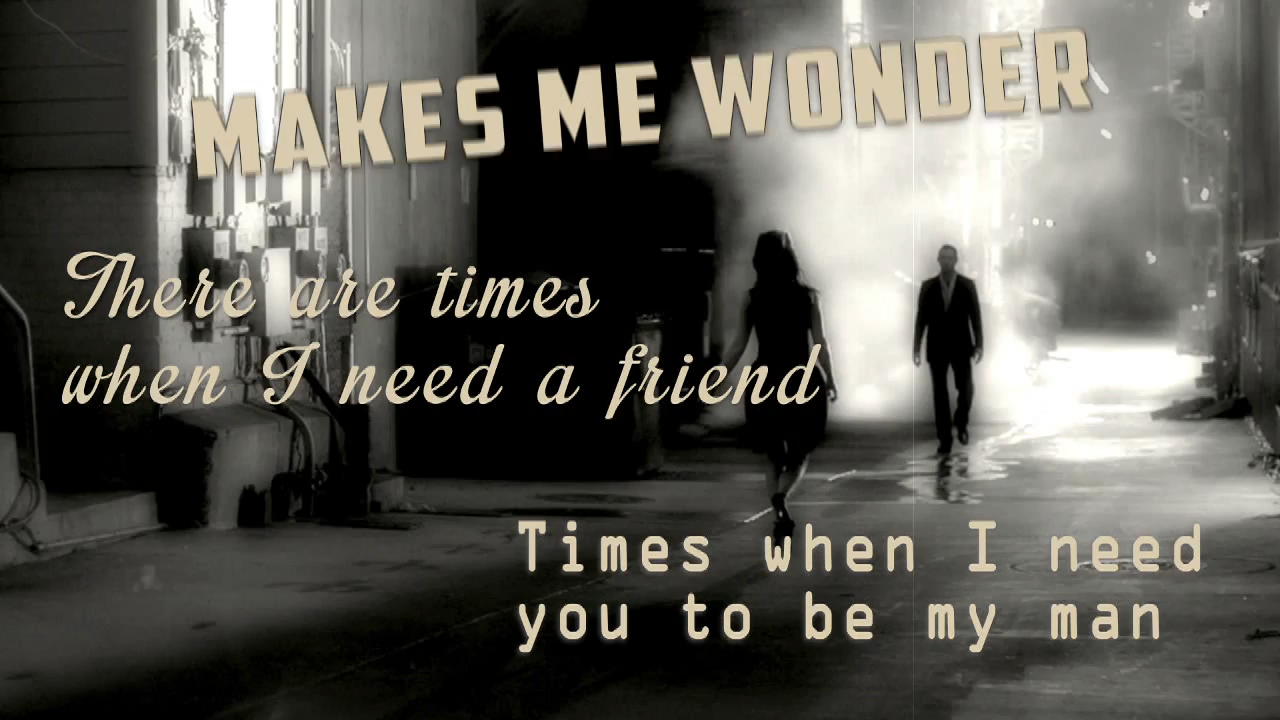 MAKES ME WONDER
There are times
when I need a friend
Times when I need
you to be my man